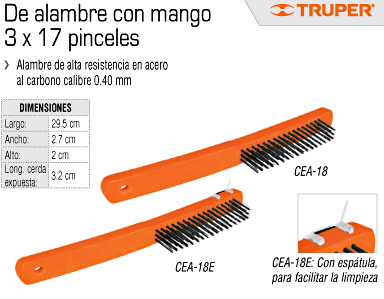 De alambre con mango
3 x 17 pinceles
TRUPER®
› Alambre de alta resistencia en acero
al carbono calibre 0.40 mm
DIMENSIONES
Largo: 29.5 cm
Ancho: 2.7 cm
Alto: 2 cm
Long. cerda
expuesta: 3.2 cm
CEA-18
CEA-18E
CEA-18E: Con espátula,
para facilitar la limpieza